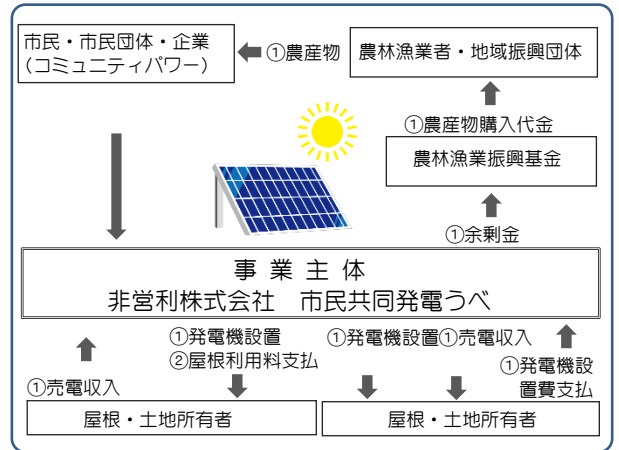 市民・市民団体・企業
(コミュニティパワー)
①農産物
農林漁業者・地域振興団体
①農産物購入代金
農林漁業振興基金
①余剰金
事業主体
非営利株式会社　市民共同発電うべ
①売電収入
①発電機設置
②屋根利用料支払
①発電機設置①売電収入
①発電機設
置費支払
屋根・土地所有者
屋根・土地所有者